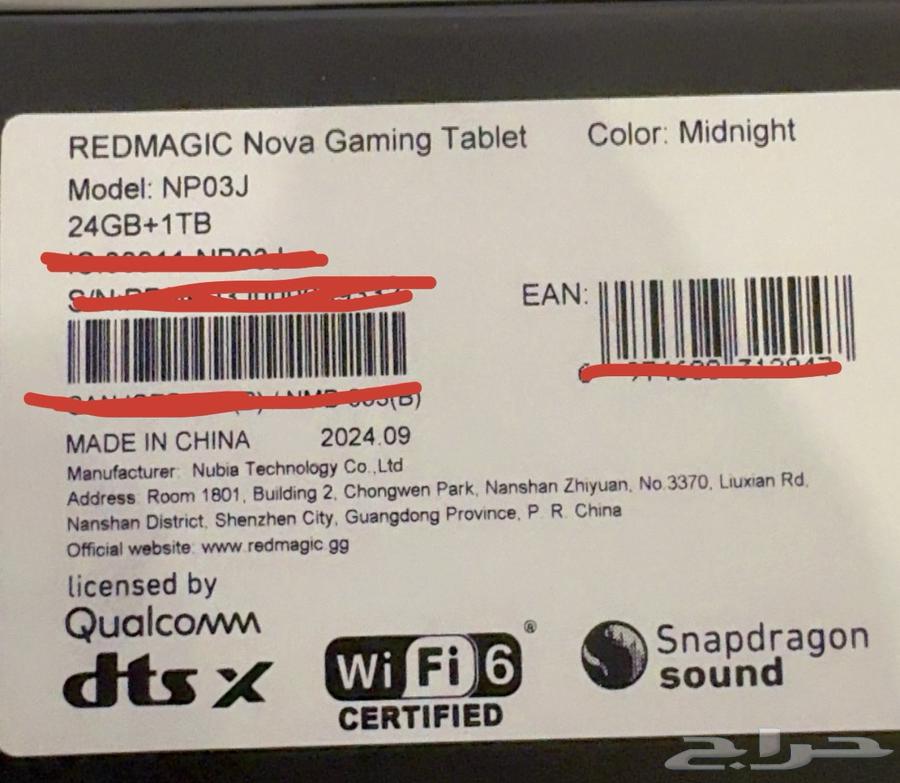 REDMAGIC Nova Gaming Tablet
Color: Midnight
Model: NP03J
24GB+1TB
EAN:
MADE IN CHINA 2024.09
Manufacturer: Nubia Technology Co.,Ltd
Address: Room 1801, Building 2, Chongwen Park, Nanshan Zhiyuan, No.3370, Liuxian Rd,
Nanshan District, Shenzhen City, Guangdong Province, P. R. China
Official website: www.redmagic.gg
licensed by
Qualcomm
dts x
Wi Fi 6 ®
CERTIFIED
Snapdragon
sound
حراج